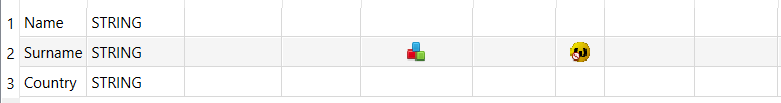 1 Name STRING
2 Surname STRING
3 Country STRING